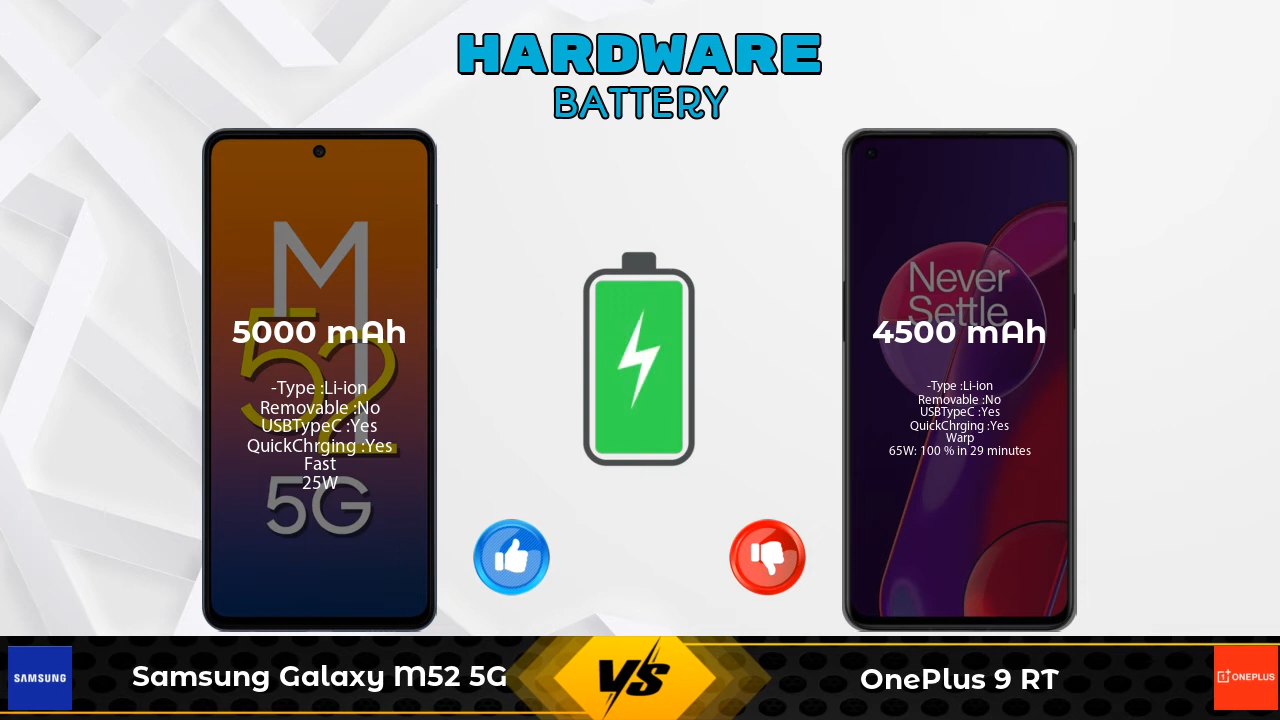 HARDWARE
BATTERY
M
52
5G
5000 mAh
-Type :Li-ion
Removable :No
USBTypeC :Yes
QuickChrging :Yes
Fast
25W
Never
Settle
4500 mAh
-Type :Li-ion
Removable :No
USBTypeC :Yes
QuickChrging :Yes
Warp
65W: 100 % in 29 minutes
SAMSUNG
Samsung Galaxy M52 5G
VS
OnePlus 9 RT
1+ ONEPLUS